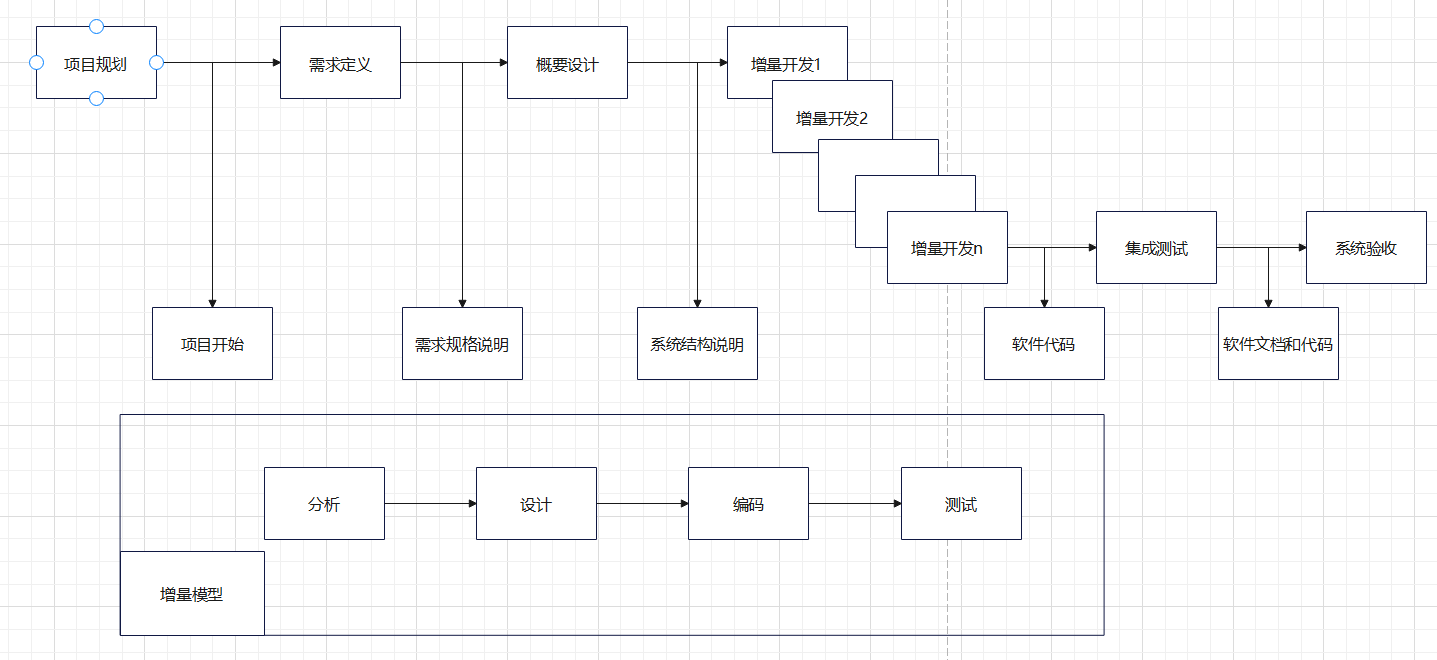 项目规划
需求定义
概要设计
增量开发1
增量开发2
增量开发n
集成测试
系统验收
项目开始
需求规格说明
系统结构说明
软件代码
软件文档和代码
分析
设计
编码
测试
增量模型